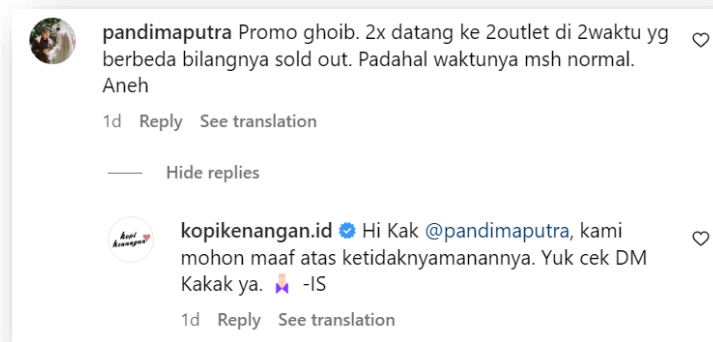 pandimaputra Promo ghoib. 2x datang ke 2outlet di 2waktu yg
berbeda bilangnya sold out. Padahal waktunya msh normal.
Aneh
1d Reply See translation
Hide replies
kopi
kenangan
kopikenangan.id Hi Kak @pandimaputra, kami
mohon maaf atas ketidaknyamanannya. Yuk cek DM
Kakak ya. 🙏🏻 -IS
1d Reply See translation